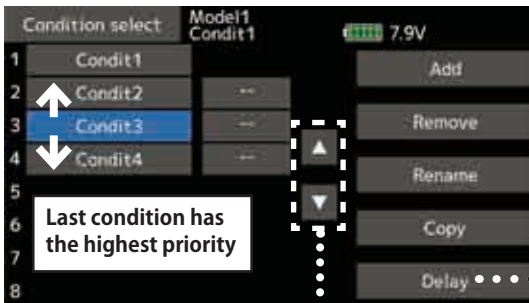 Condition select
Model1
Condit1
7.9V
1 Condit1
2 Condit2 --
3 Condit3 --
4 Condit4 --
5
6
7
8
Last condition has
the highest priority
▲
▼
Add
Remove
Rename
Copy
Delay